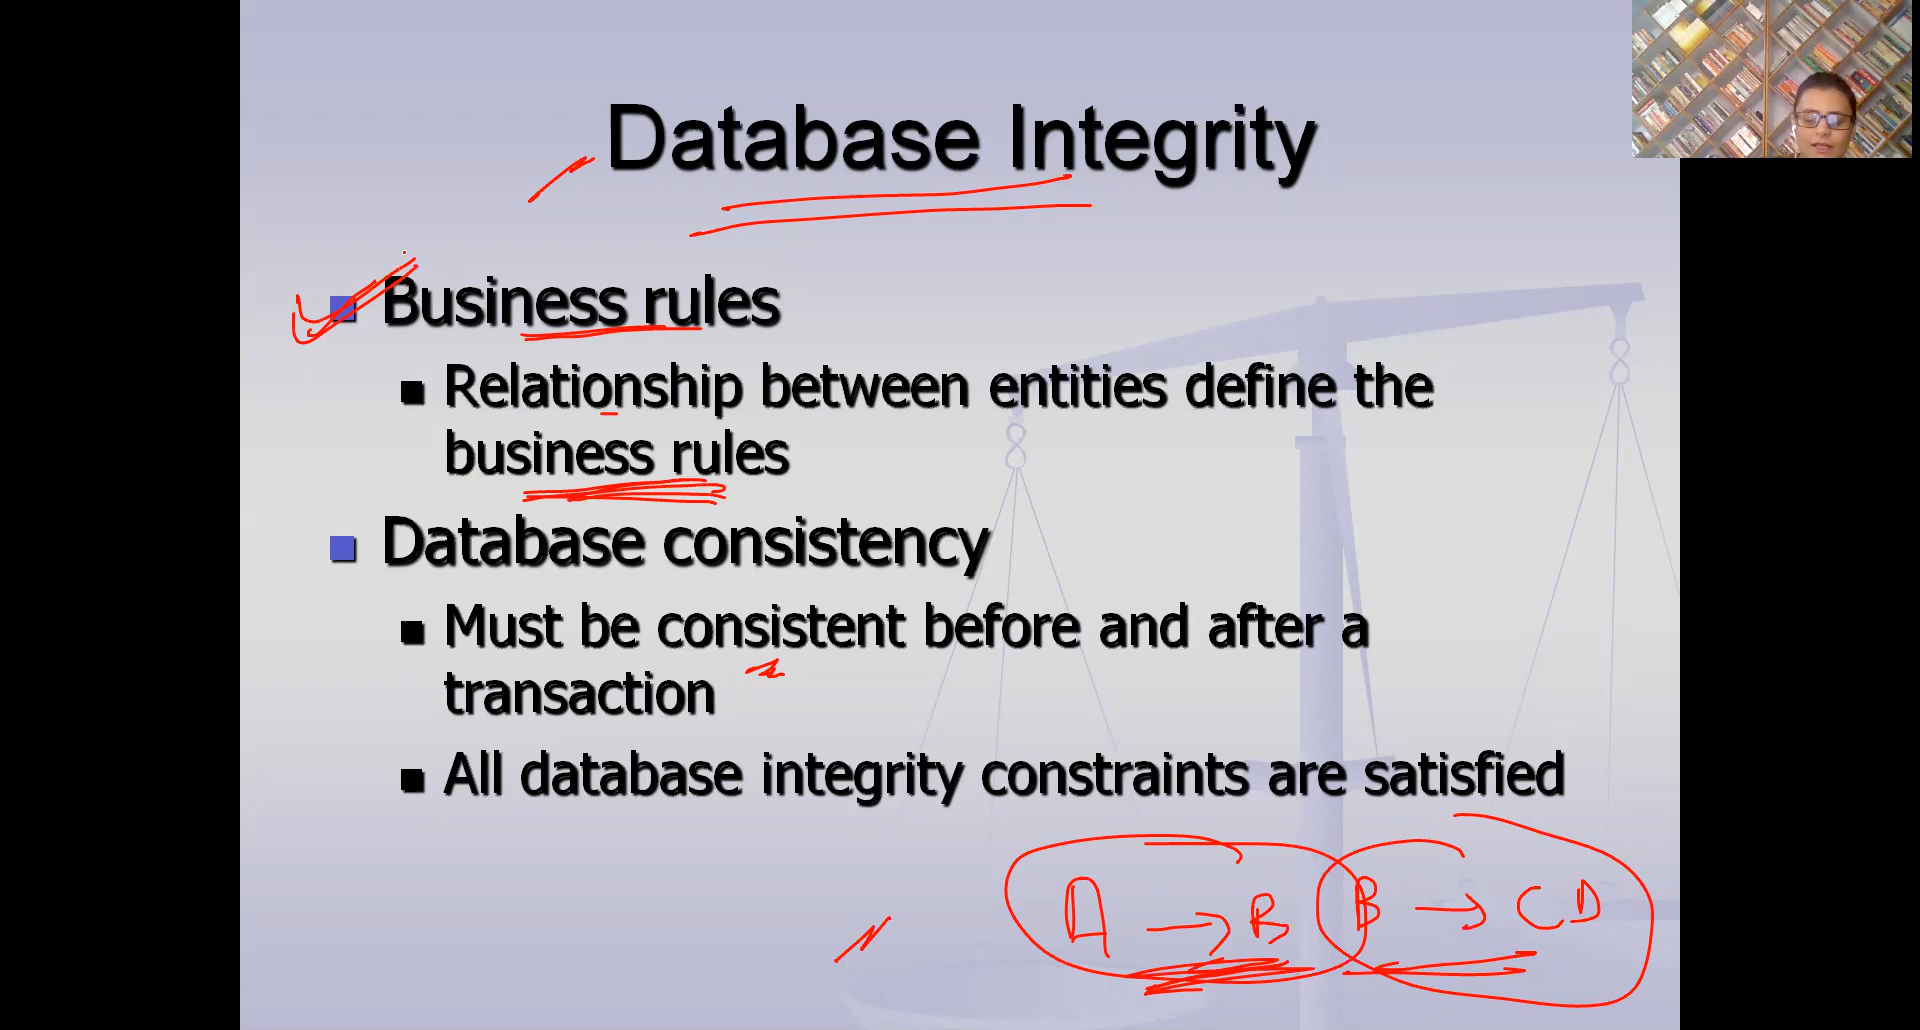 Database Integrity
Business rules
Relationship between entities define the
business rules
Database consistency
Must be consistent before and after a
transaction
All database integrity constraints are satisfied
A → B B → CD